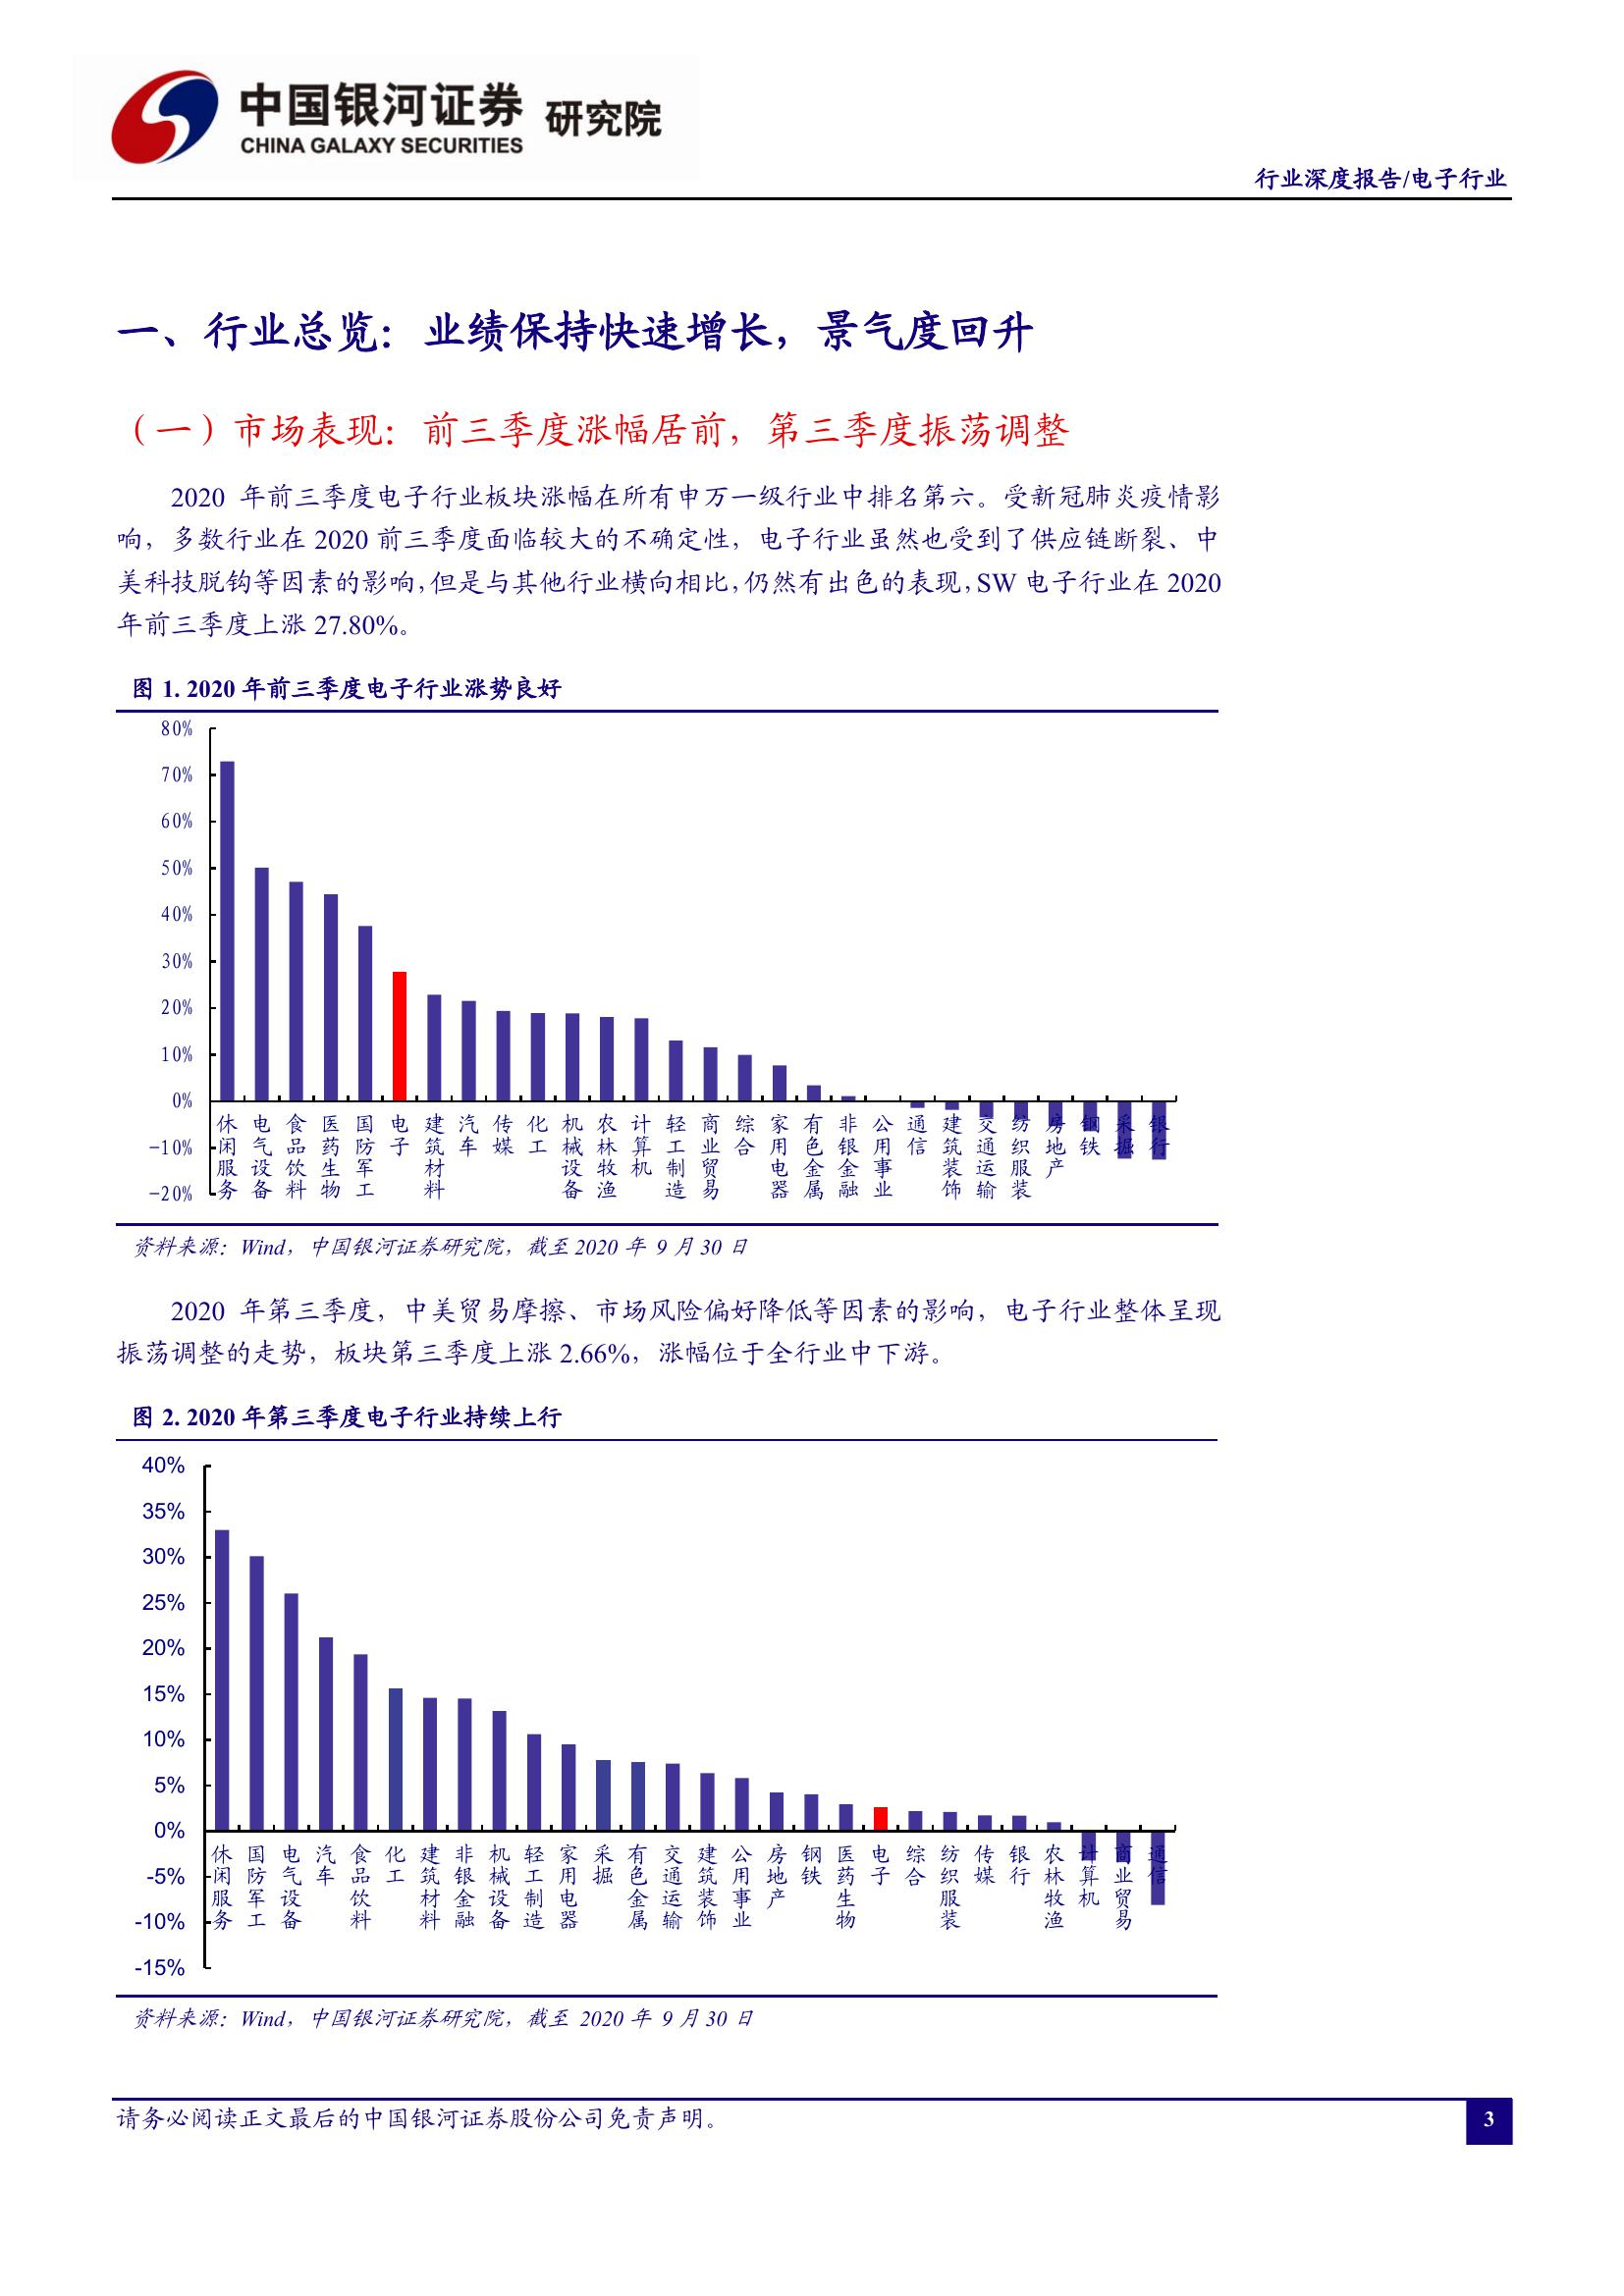 中国银河证券 研究院
CHINA GALAXY SECURITIES
行业深度报告/电子行业
一、行业总览：业绩保持快速增长，景气度回升
（一）市场表现：前三季度涨幅居前，第三季度振荡调整
2020 年前三季度电子行业板块涨幅在所有申万一级行业中排名第六。受新冠肺炎疫情影
响，多数行业在 2020 前三季度面临较大的不确定性，电子行业虽然也受到了供应链断裂、中
美科技脱钩等因素的影响,但是与其他行业横向相比,仍然有出色的表现,SW 电子行业在 2020
年前三季度上涨 27.80%。
图 1. 2020 年前三季度电子行业涨势良好
80%
70%
60%
50%
40%
30%
20%
10%
0%
-10%
-20%
休闲服务
电气设备
食品饮料
医药生物
国防军工
电子
建筑材料
汽车
传媒
化工
机械设备
农林牧渔
计算机
轻工制造
商业贸易
综合
家用电器
有色金属
非银金融
公用事业
通信
建筑装饰
交通运输
纺织服装
房地产
钢铁
采掘
银行
资料来源：Wind，中国银河证券研究院，截至 2020 年 9 月 30 日
2020 年第三季度，中美贸易摩擦、市场风险偏好降低等因素的影响，电子行业整体呈现
振荡调整的走势，板块第三季度上涨 2.66%，涨幅位于全行业中下游。
图 2. 2020 年第三季度电子行业持续上行
40%
35%
30%
25%
20%
15%
10%
5%
0%
-5%
-10%
-15%
休闲服务
国防军工
电气设备
汽车
食品饮料
化工
建筑材料
非银金融
机械设备
轻工制造
家用电器
采掘
有色金属
交通运输
建筑装饰
公用事业
房地产
钢铁
医药生物
电子
综合
纺织服装
传媒
银行
农林牧渔
计算机
商业贸易
通信
资料来源：Wind，中国银河证券研究院，截至 2020 年 9 月 30 日
请务必阅读正文最后的中国银河证券股份公司免责声明。
3